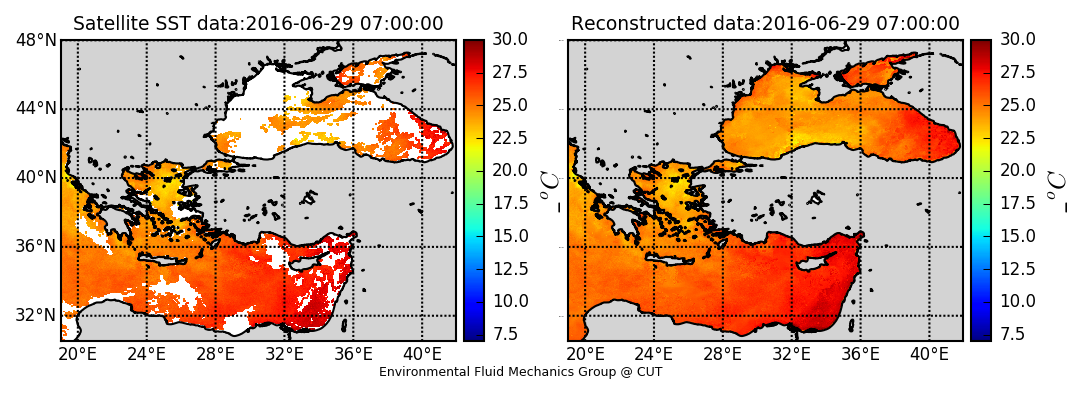 Satellite SST data:2016-06-29 07:00:00
48°N
44°N
40°N
36°N
32°N
20°E 24°E 28°E 32°E 36°E 40°E
30.0
27.5
25.0
22.5
20.0
17.5
15.0
12.5
10.0
7.5
_°C
Reconstructed data:2016-06-29 07:00:00
20°E 24°E 28°E 32°E 36°E 40°E
30.0
27.5
25.0
22.5
20.0
17.5
15.0
12.5
10.0
7.5
_°C
Environmental Fluid Mechanics Group @ CUT